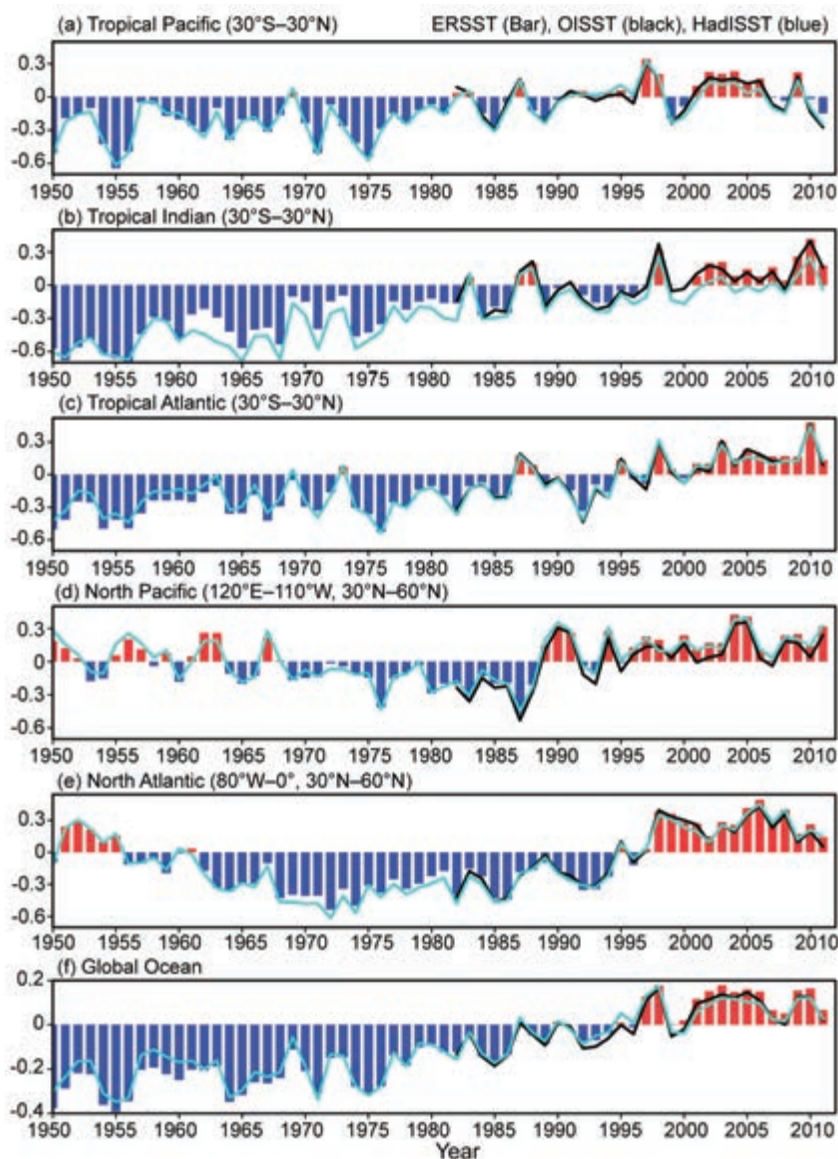 (a) Tropical Pacific (30°S–30°N) ERSST (Bar), OISST (black), HadISST (blue)
0.3
0
-0.3
-0.6
1950 1955 1960 1965 1970 1975 1980 1985 1990 1995 2000 2005 2010
(b) Tropical Indian (30°S–30°N)
0.3
0
-0.3
-0.6
1950 1955 1960 1965 1970 1975 1980 1985 1990 1995 2000 2005 2010
(c) Tropical Atlantic (30°S–30°N)
0.3
0
-0.3
-0.6
1950 1955 1960 1965 1970 1975 1980 1985 1990 1995 2000 2005 2010
(d) North Pacific (120°E–110°W, 30°N–60°N)
0.3
0
-0.3
-0.6
1950 1955 1960 1965 1970 1975 1980 1985 1990 1995 2000 2005 2010
(e) North Atlantic (80°W–0°, 30°N–60°N)
0.3
0
-0.3
-0.6
1950 1955 1960 1965 1970 1975 1980 1985 1990 1995 2000 2005 2010
(f) Global Ocean
0.2
0
-0.2
-0.4
1950 1955 1960 1965 1970 1975 1980 1985 1990 1995 2000 2005 2010
Year